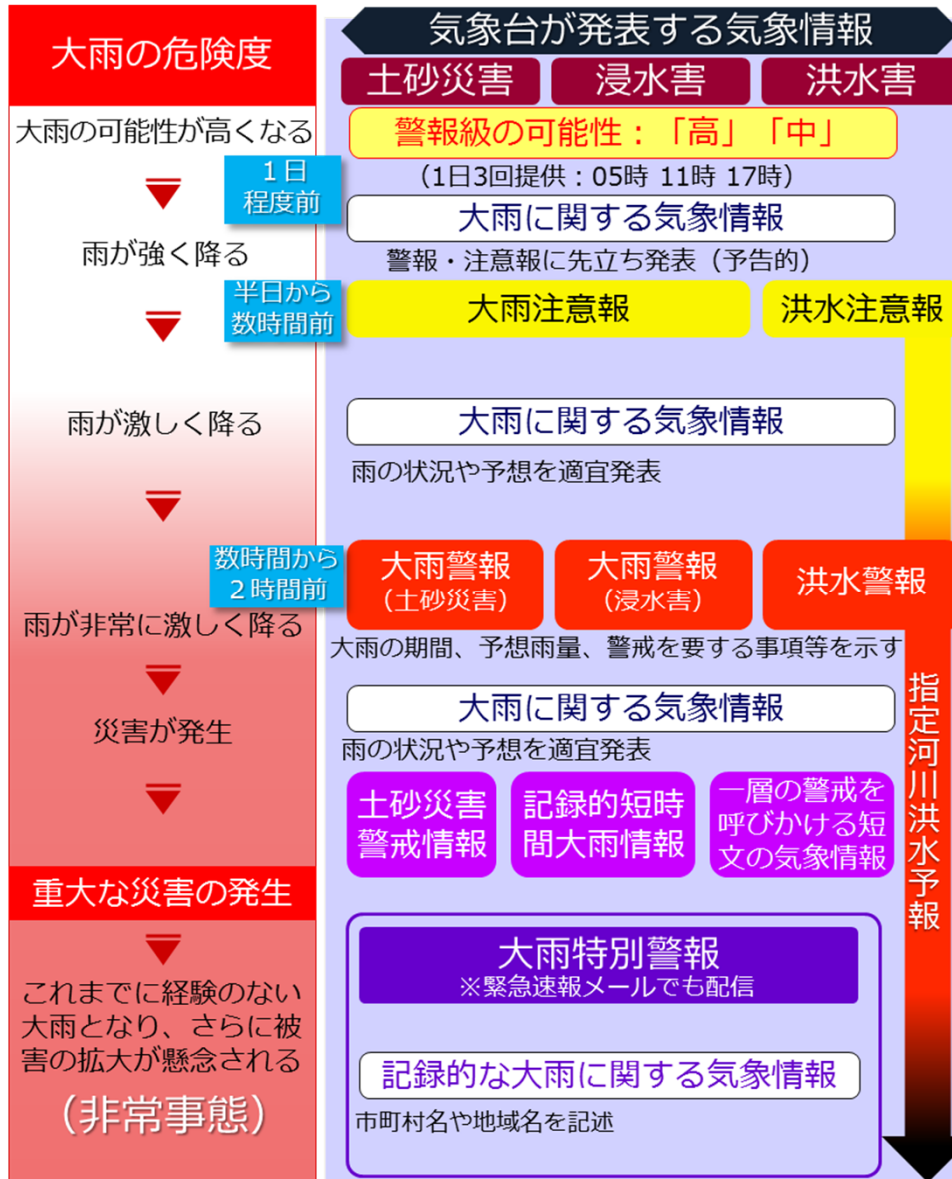 大雨の危険度
気象台が発表する気象情報
土砂災害
浸水害
洪水害
大雨の可能性が高くなる
警報級の可能性：「高」「中」
１日
程度前
（1日3回提供：05時 11時 17時）
大雨に関する気象情報
雨が強く降る
警報・注意報に先立ち発表（予告的）
半日から
数時間前
大雨注意報
洪水注意報
雨が激しく降る
大雨に関する気象情報
雨の状況や予想を適宜発表
数時間から
２時間前
大雨警報
（土砂災害）
大雨警報
（浸水害）
洪水警報
雨が非常に激しく降る
大雨の期間、予想雨量、警戒を要する事項等を示す
大雨に関する気象情報
災害が発生
雨の状況や予想を適宜発表
土砂災害
警戒情報
記録的短時
間大雨情報
一層の警戒を
呼びかける短
文の気象情報
指定河川洪水予報
重大な災害の発生
大雨特別警報
※緊急速報メールでも配信
これまでに経験のない
大雨となり、さらに被
害の拡大が懸念される
（非常事態）
記録的な大雨に関する気象情報
市町村名や地域名を記述